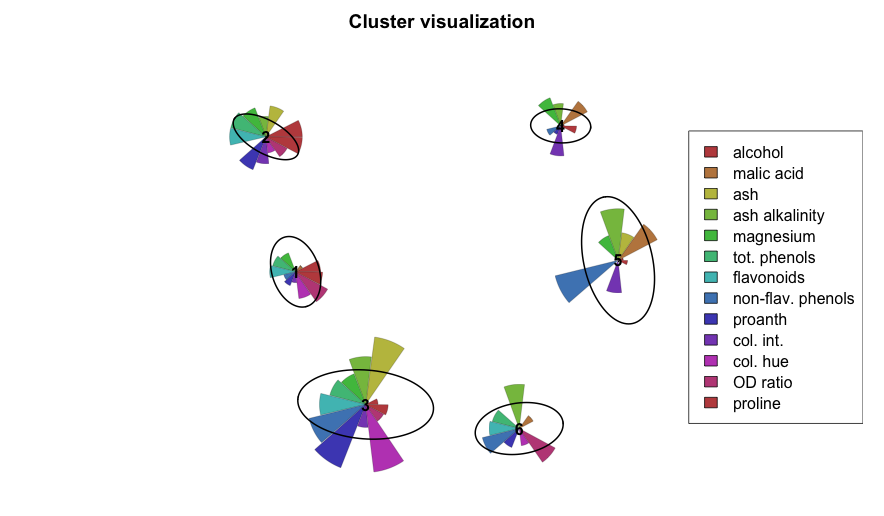 Cluster visualization
2
4
1
5
3
6
alcohol
malic acid
ash
ash alkalinity
magnesium
tot. phenols
flavonoids
non-flav. phenols
proanth
col. int.
col. hue
OD ratio
proline